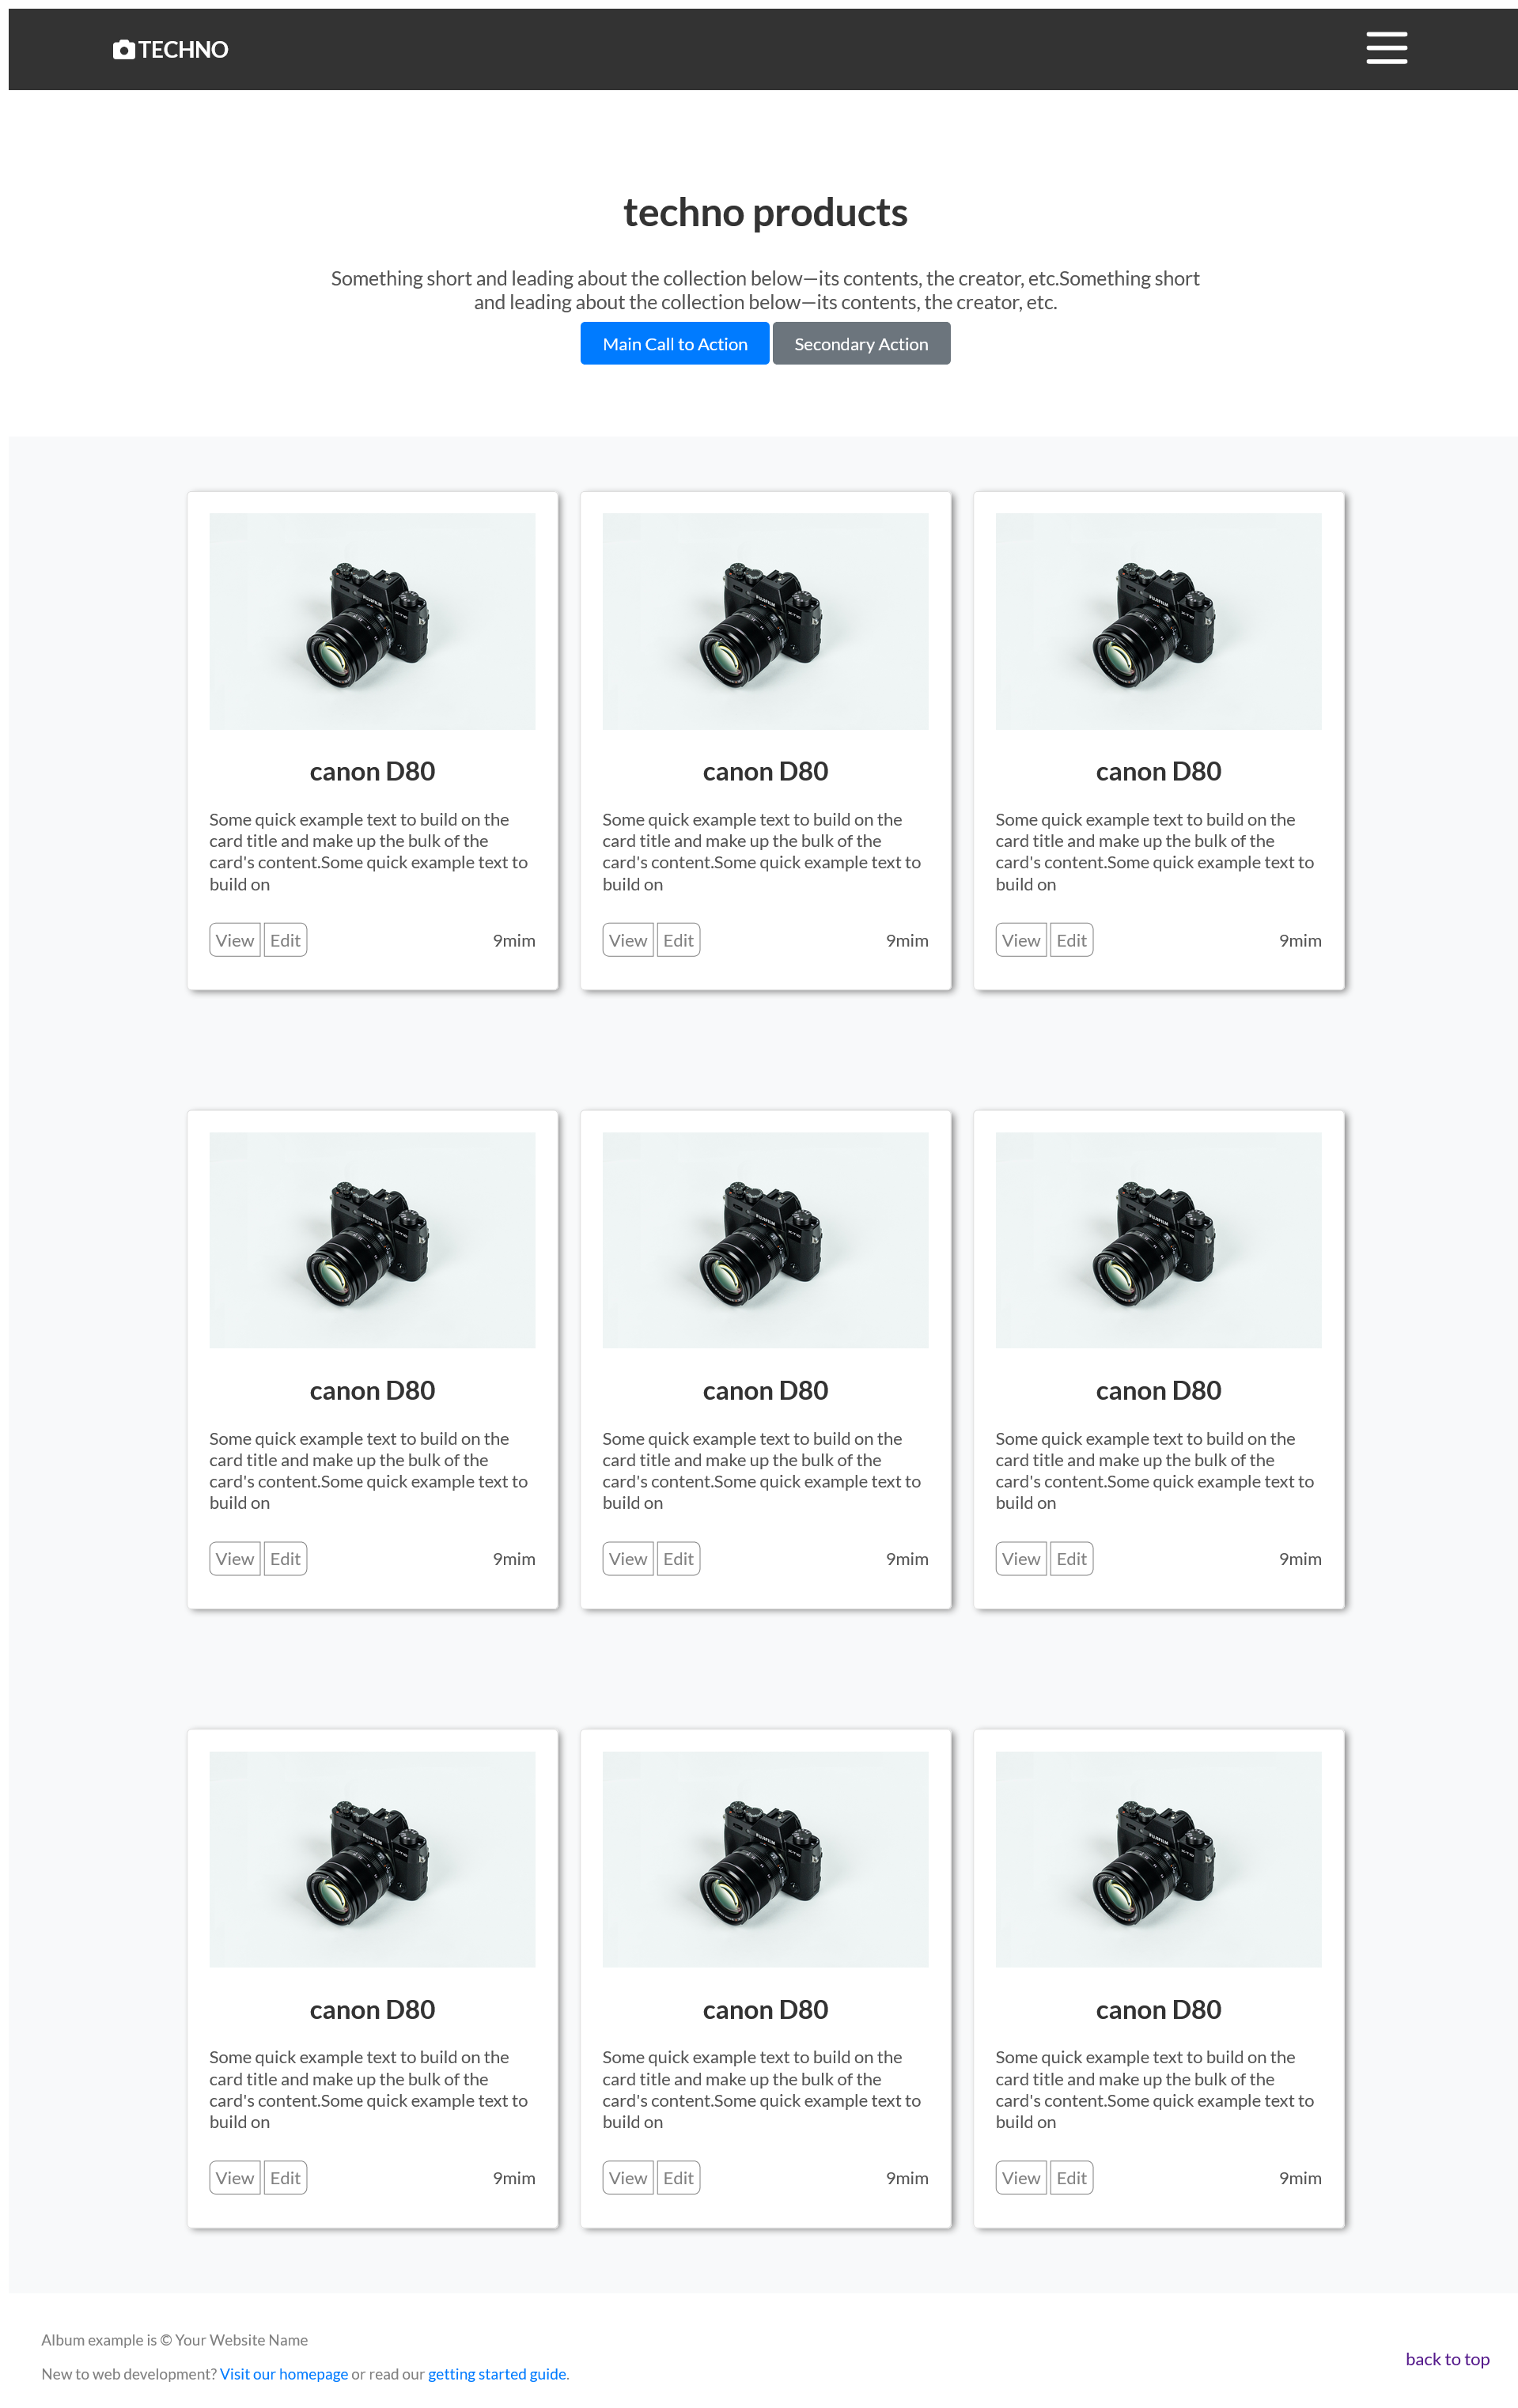 TECHNO
techno products
Something short and leading about the collection below—its contents, the creator, etc.Something short
and leading about the collection below—its contents, the creator, etc.
Main Call to Action Secondary Action
FUJIFILM
FUJIFILM
FUJIFILM
canon D80
Some quick example text to build on the
card title and make up the bulk of the
card's content.Some quick example text to
build on
View Edit 9mim
canon D80
Some quick example text to build on the
card title and make up the bulk of the
card's content.Some quick example text to
build on
View Edit 9mim
canon D80
Some quick example text to build on the
card title and make up the bulk of the
card's content.Some quick example text to
build on
View Edit 9mim
FUJIFILM
FUJIFILM
FUJIFILM
canon D80
Some quick example text to build on the
card title and make up the bulk of the
card's content.Some quick example text to
build on
View Edit 9mim
canon D80
Some quick example text to build on the
card title and make up the bulk of the
card's content.Some quick example text to
build on
View Edit 9mim
canon D80
Some quick example text to build on the
card title and make up the bulk of the
card's content.Some quick example text to
build on
View Edit 9mim
FUJIFILM
FUJIFILM
FUJIFILM
canon D80
Some quick example text to build on the
card title and make up the bulk of the
card's content.Some quick example text to
build on
View Edit 9mim
canon D80
Some quick example text to build on the
card title and make up the bulk of the
card's content.Some quick example text to
build on
View Edit 9mim
canon D80
Some quick example text to build on the
card title and make up the bulk of the
card's content.Some quick example text to
build on
View Edit 9mim
Album example is © Your Website Name
back to top
New to web development? Visit our homepage or read our getting started guide.